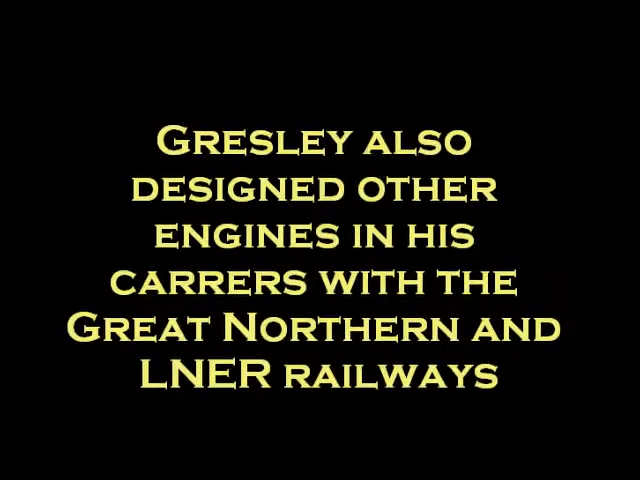 Gresley also
designed other
engines in his
carrers with the
Great Northern and
LNER railways